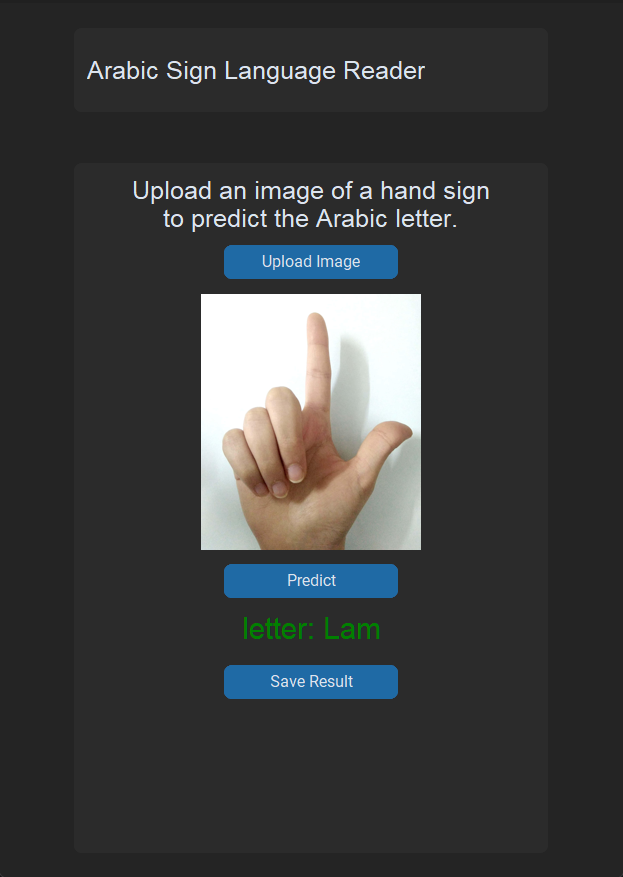 Arabic Sign Language Reader
Upload an image of a hand sign
to predict the Arabic letter.
Upload Image
Predict
letter: Lam
Save Result